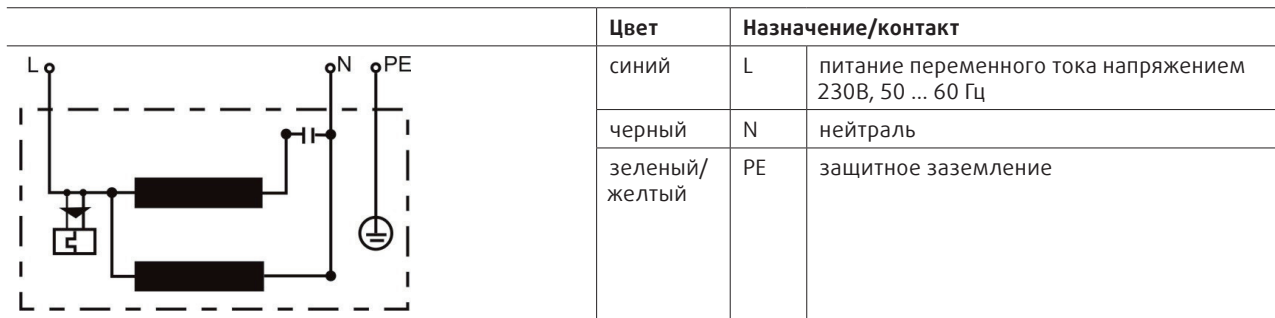 Цвет Назначение/контакт
L N PE
синий L питание переменного тока напряжением
230В, 50 ... 60 Гц
черный N нейтраль
зеленый/ PE защитное заземление
желтый